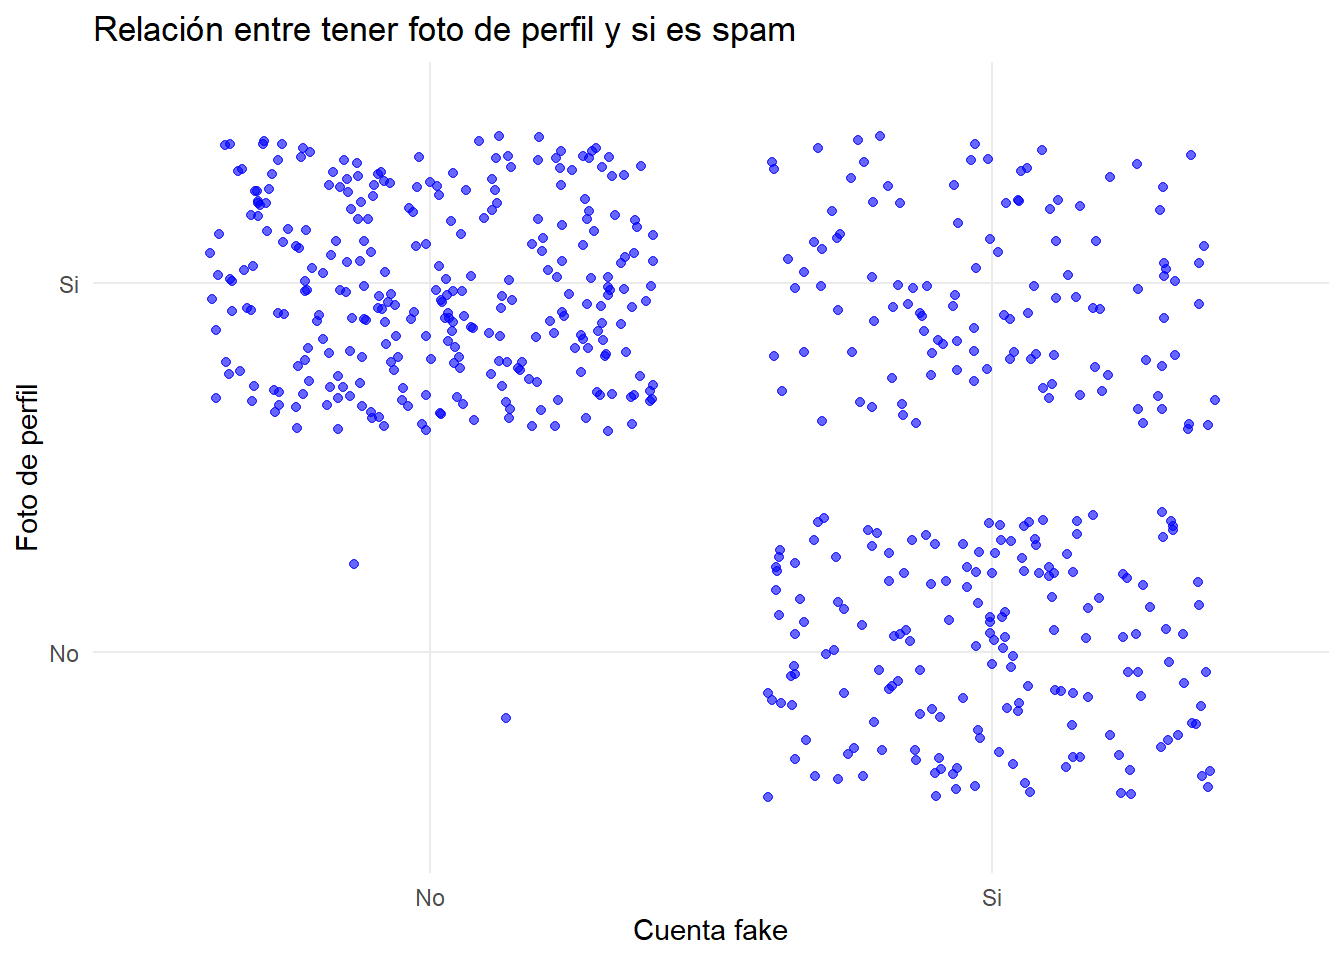 Relación entre tener foto de perfil y si es spam
Foto de perfil
Si
No
No
Si
Cuenta fake